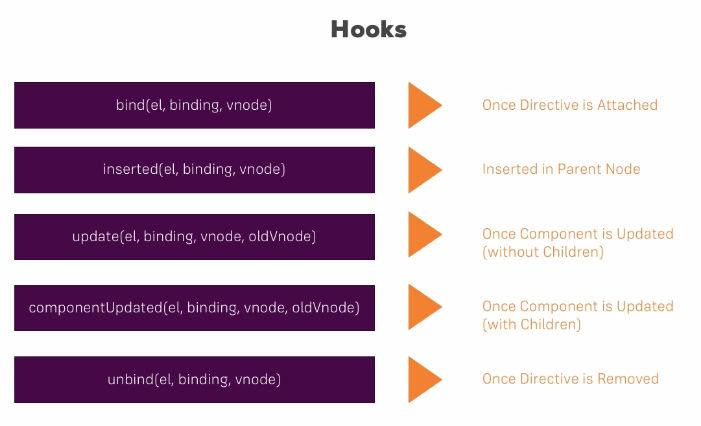 Hooks
bind(el, binding, vnode)
Once Directive is Attached
inserted(el, binding, vnode)
Inserted in Parent Node
update(el, binding, vnode, oldVnode)
Once Component is Updated
(without Children)
componentUpdated(el, binding, vnode, oldVnode)
Once Component is Updated
(with Children)
unbind(el, binding, vnode)
Once Directive is Removed